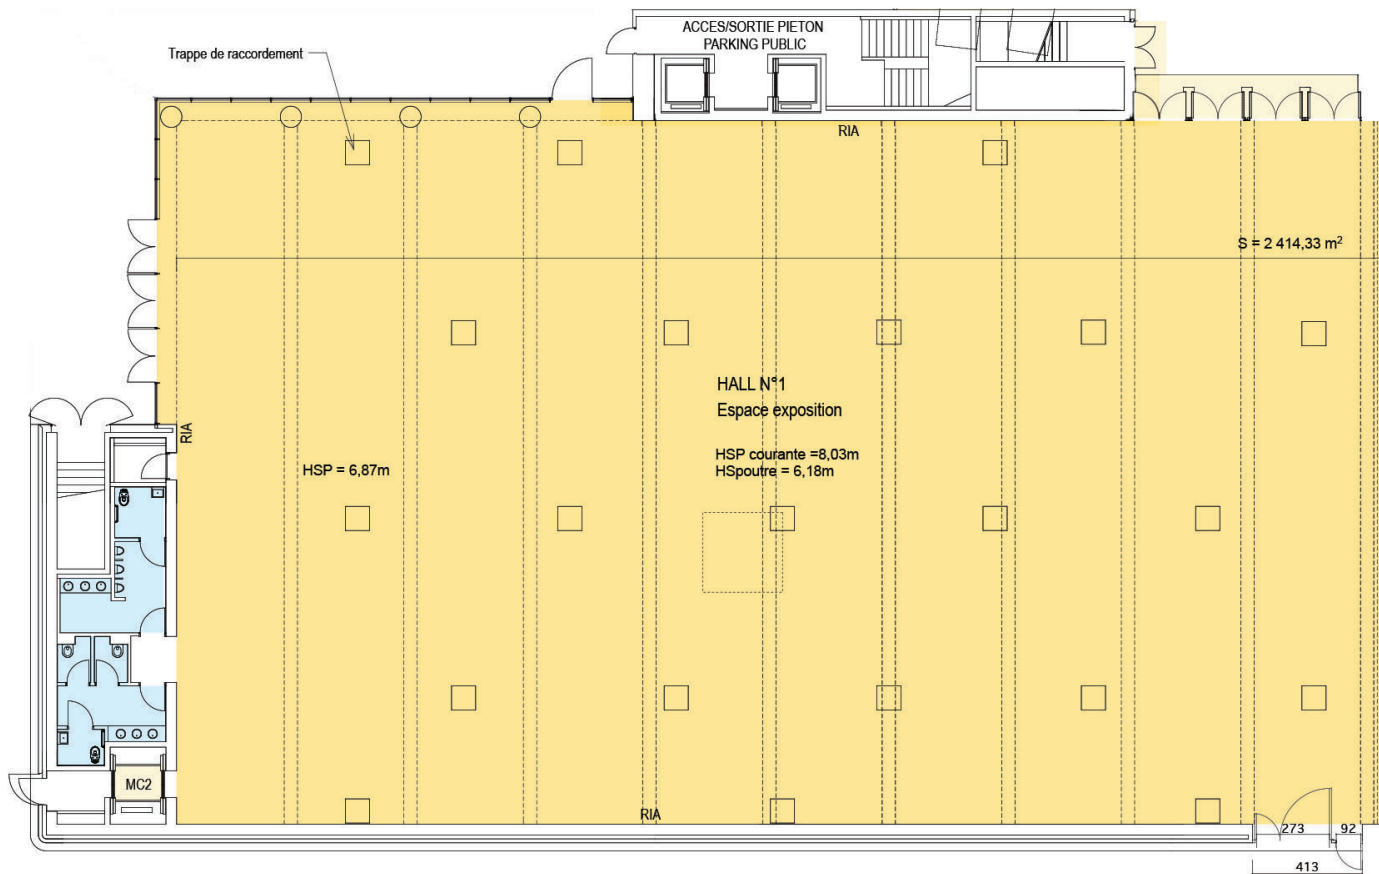 ACCES/SORTIE PIETON
PARKING PUBLIC
Trappe de raccordement
RIA
S = 2 414,33 m²
HALL N°1
Espace exposition
RIA
HSP courante =8,03m
HSpoutre = 6,18m
HSP = 6,87m
MC2
RIA
273
92
413